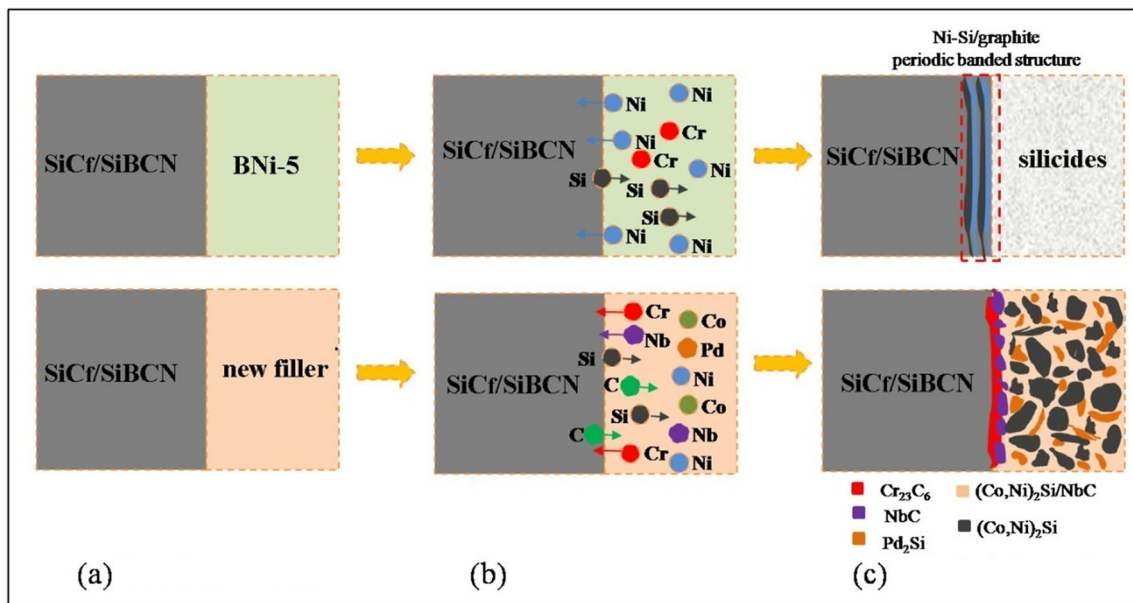 Ni-Si/graphite
periodic banded structure
SiCf/SiBCN
BNi-5
SiCf/SiBCN
Ni
Ni
Cr
Ni
Cr
Ni
Si
Si
Si
Ni
Ni
SiCf/SiBCN
silicides
SiCf/SiBCN
new filler
SiCf/SiBCN
Cr
Co
Nb
Pd
Si
Ni
C
Co
Si
C
Nb
Cr
Ni
SiCf/SiBCN
Cr₂₃C₆
NbC
Pd₂Si
(Co,Ni)₂Si/NbC
(Co,Ni)₂Si
(a)
(b)
(c)